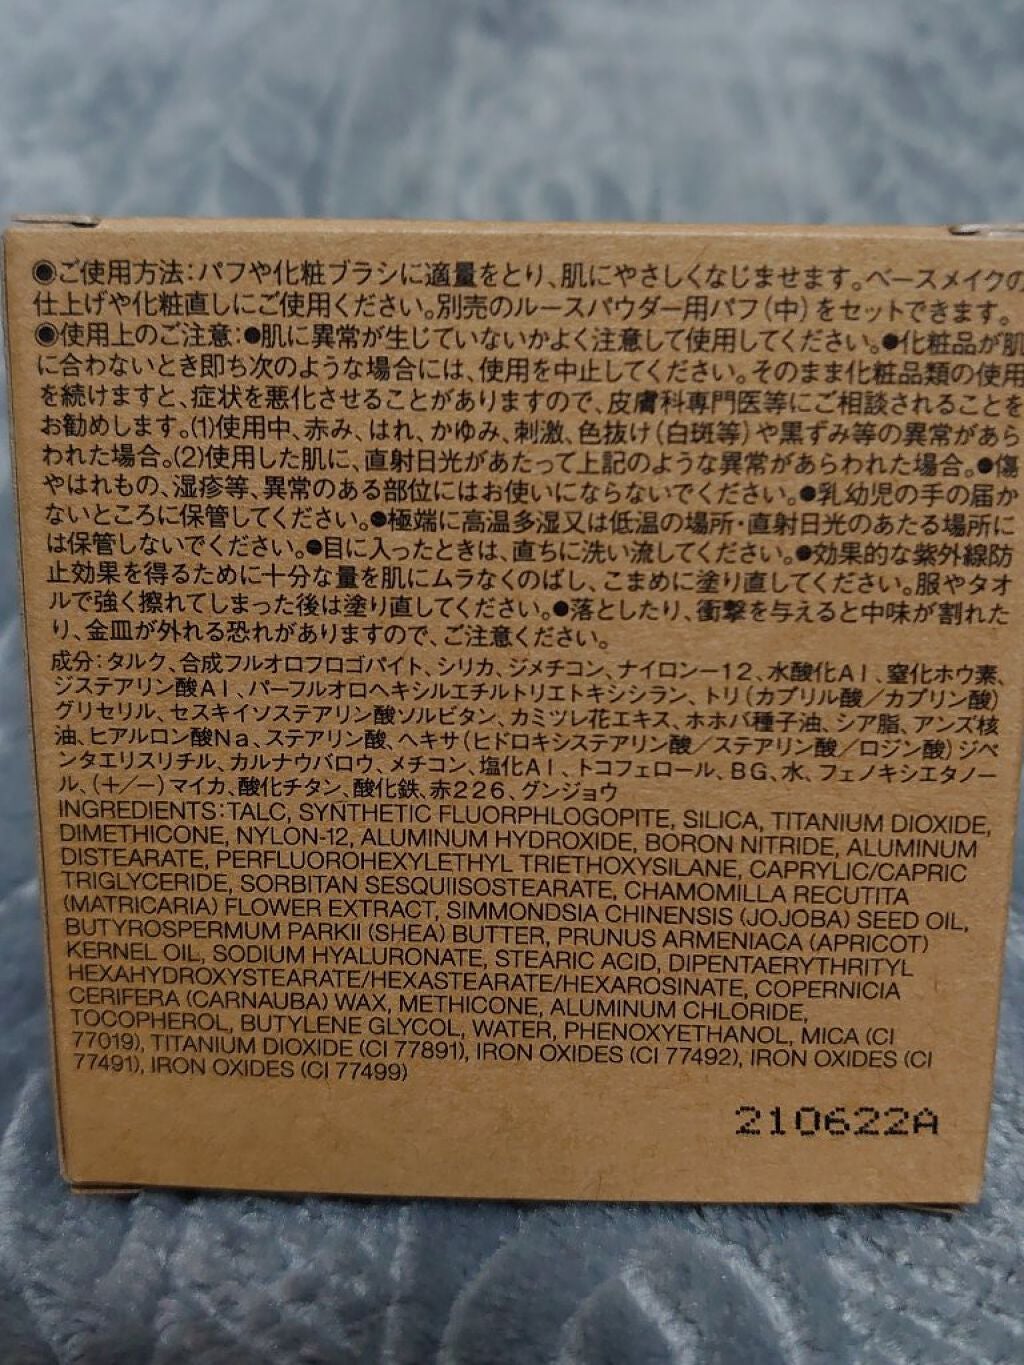 ◉ご使用方法：パフや化粧ブラシに適量をとり、肌にやさしくなじませます。ベースメイクの
仕上げや化粧直しにご使用ください。別売のルースパウダー用パフ（中）をセットできます。
◉使用上のご注意：●肌に異常が生じていないかよく注意して使用してください。●化粧品が肌
に合わないとき即ち次のような場合には、使用を中止してください。そのまま化粧品類の使用
を続けますと、症状を悪化させることがありますので、皮膚科専門医等にご相談されることを
お勧めします。(1)使用中、赤み、はれ、かゆみ、刺激、色抜け（白斑等）や黒ずみ等の異常があら
われた場合。(2)使用した肌に、直射日光があたって上記のような異常があらわれた場合。●傷
やはれもの、湿疹等、異常のある部位にはお使いにならないでください。●乳幼児の手の届か
ないところに保管してください。●極端に高温多湿又は低温の場所・直射日光のあたる場所に
は保管しないでください。●目に入ったときは、直ちに洗い流してください。●効果的な紫外線防
止効果を得るために十分な量を肌にムラなくのばし、こまめに塗り直してください。服やタオ
ルで強く擦れてしまった後は塗り直してください。●落としたり、衝撃を与えると中味が割れた
り、金皿が外れる恐れがありますので、ご注意ください。
成分：タルク、合成フルオロフロゴパイト、シリカ、ジメチコン、ナイロンー12、水酸化Al、窒化ホウ素、
ジステアリン酸Al、パーフルオロヘキシルエチルトリエトキシシラン、トリ（カプリル酸／カプリン酸）
グリセリル、セスキイソステアリン酸ソルビタン、カミツレ花エキス、ホホバ種子油、シア脂、アンズ核
油、ヒアルロン酸Na、ステアリン酸、ヘキサ（ヒドロキシステアリン酸／ステアリン酸／ロジン酸）ジペ
ンタエリスリチル、カルナウバロウ、メチコン、塩化Al、トコフェロール、BG、水、フェノキシエタノー
ル、（＋／－）マイカ、酸化チタン、酸化鉄、赤226、グンジョウ
INGREDIENTS：TALC, SYNTHETIC FLUORPHLOGOPITE, SILICA, TITANIUM DIOXIDE,
DIMETHICONE, NYLON-12, ALUMINUM HYDROXIDE, BORON NITRIDE, ALUMINUM
DISTEARATE, PERFLUOROHEXYLETHYL TRIETHOXYSILANE, CAPRYLIC/CAPRIC
TRIGLYCERIDE, SORBITAN SESQUIISOSTEARATE, CHAMOMILLA RECUTITA
(MATRICARIA) FLOWER EXTRACT, SIMMONDSIA CHINENSIS (JOJOBA) SEED OIL,
BUTYROSPERMUM PARKII (SHEA) BUTTER, PRUNUS ARMENIACA (APRICOT)
KERNEL OIL, SODIUM HYALURONATE, STEARIC ACID, DIPENTAERYTHRITYL
HEXAHYDROXYSTEARATE/HEXASTEARATE/HEXAROSINATE, COPERNICIA
CERIFERA (CARNAUBA) WAX, METHICONE, ALUMINUM CHLORIDE,
TOCOPHEROL, BUTYLENE GLYCOL, WATER, PHENOXYETHANOL, MICA (CI
77019), TITANIUM DIOXIDE (CI 77891), IRON OXIDES (CI 77492), IRON OXIDES (CI
77491), IRON OXIDES (CI 77499)
210622A